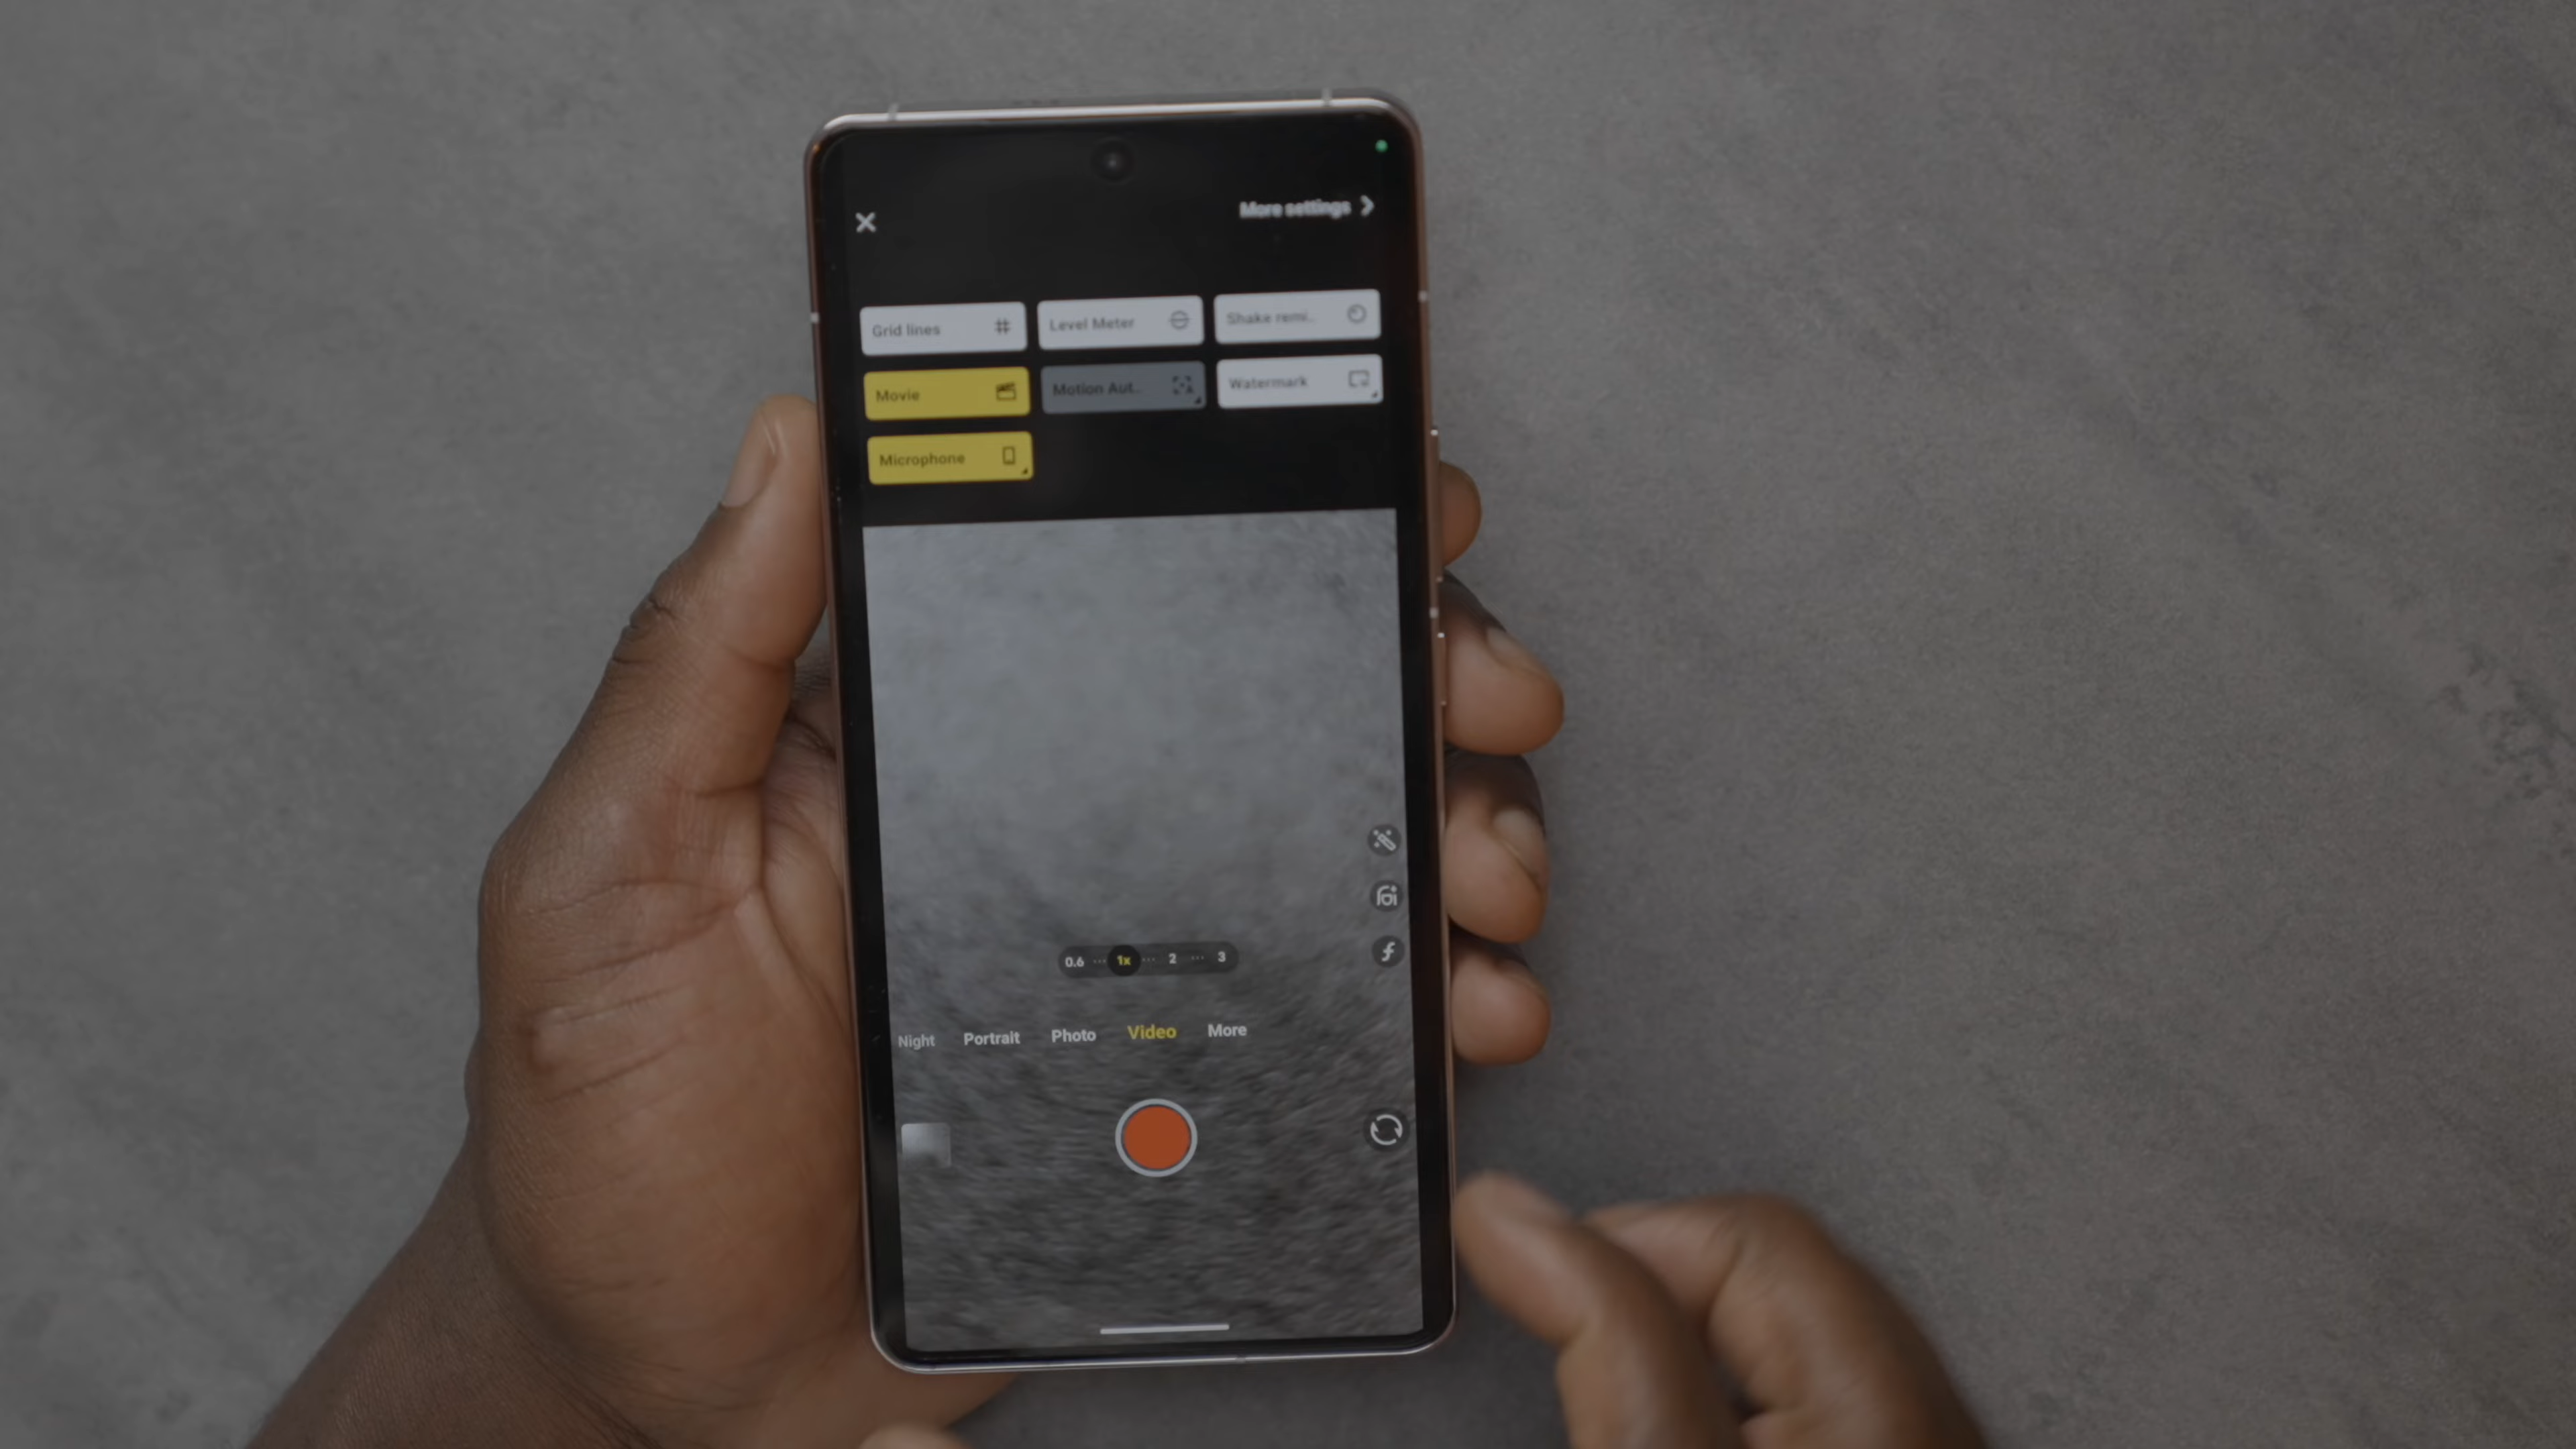 More settings
Grid lines
Level Meter
Shake remi..
Movie
Motion Aut..
Watermark
Microphone
0.6 1x 2 3
Night Portrait Photo Video More